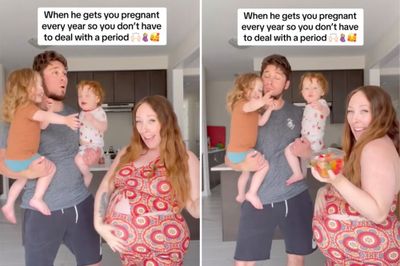 When he gets you pregnant
every year so you don't have
to deal with a period 🫶🏻🤰🏻🥰
When he gets you pregnant
every year so you don't have
to deal with a period 🫶🏻🤰🏻🥰